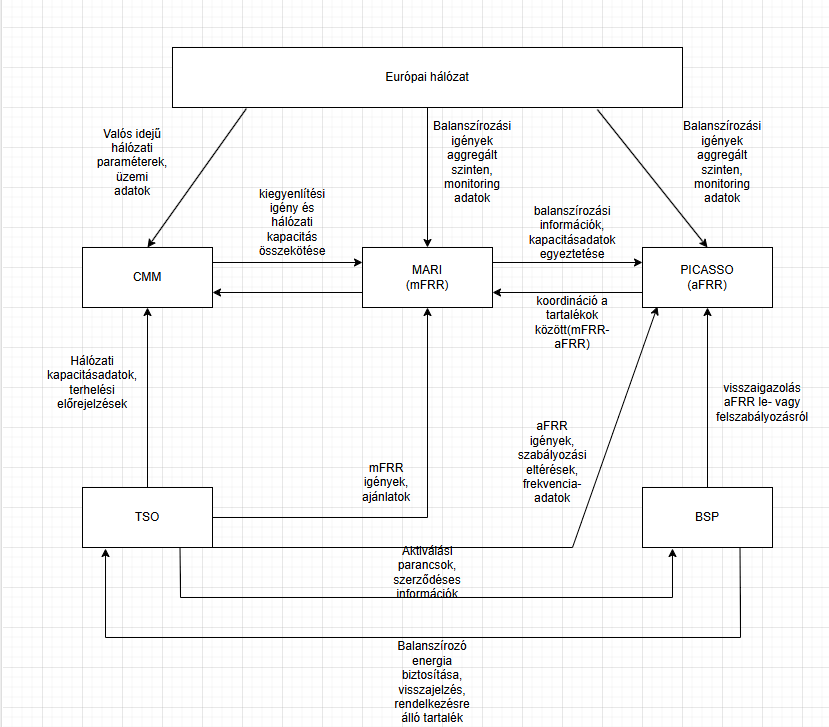 Európai hálózat
Valós idejű
hálózati
paraméterek,
üzemi
adatok
Balanszírozási
igények
aggregált
szinten,
monitoring
adatok
Balanszírozási
igények
aggregált
szinten,
monitoring
adatok
kiegyenlítési
igény és
hálózati
kapacitás
összekötése
balanszírozási
információk,
kapacitásadatok
egyeztetése
CMM
MARI
(mFRR)
PICASSO
(aFRR)
koordináció a
tartalékok
között(mFRR-
aFRR)
Hálózati
kapacitásadatok,
terhelési
előrejelzések
visszaigazolás
aFRR le- vagy
felszabályozásról
mFRR
igények,
ajánlatok
aFRR
igények,
szabályozási
eltérések,
frekvencia-
adatok
TSO
BSP
Aktiválási
parancsok,
szerződéses
információk
Balanszírozó
energia
biztosítása,
visszajelzés,
rendelkezésre
álló tartalék